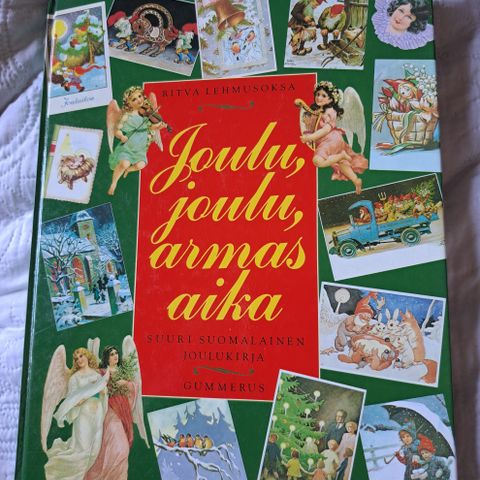 RITVA LEHMUSOKSA
Joulu,
joulu,
armas
aika
SUURI SUOMALAINEN
JOULUKIRJA
GUMMERUS